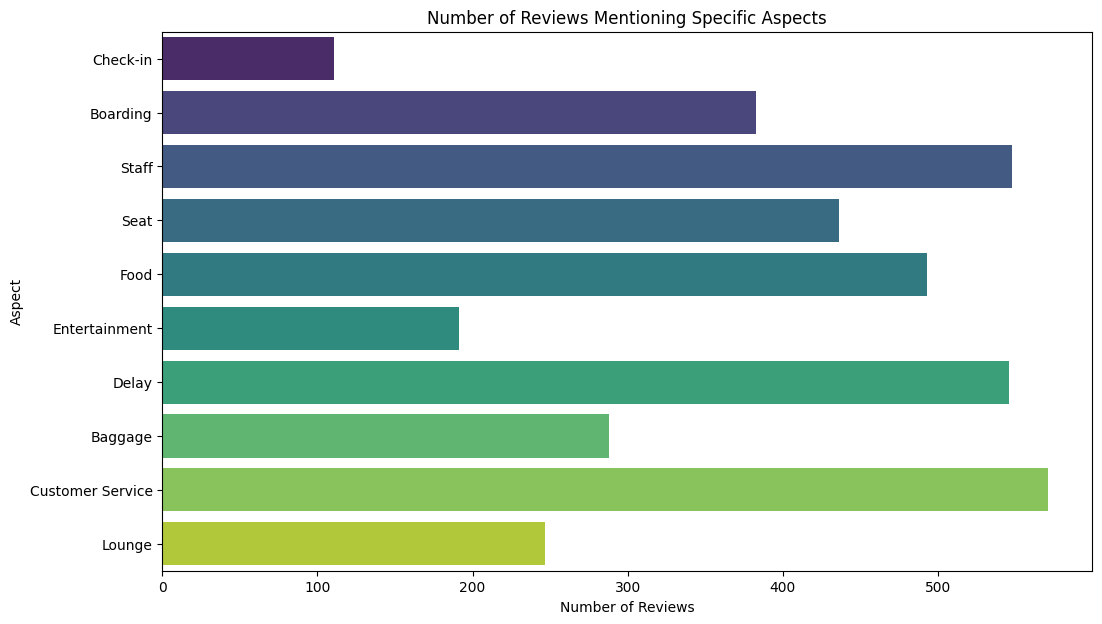 Number of Reviews Mentioning Specific Aspects
Check-in
Boarding
Staff
Seat
Food
Entertainment
Delay
Baggage
Customer Service
Lounge
Aspect
0 100 200 300 400 500
Number of Reviews